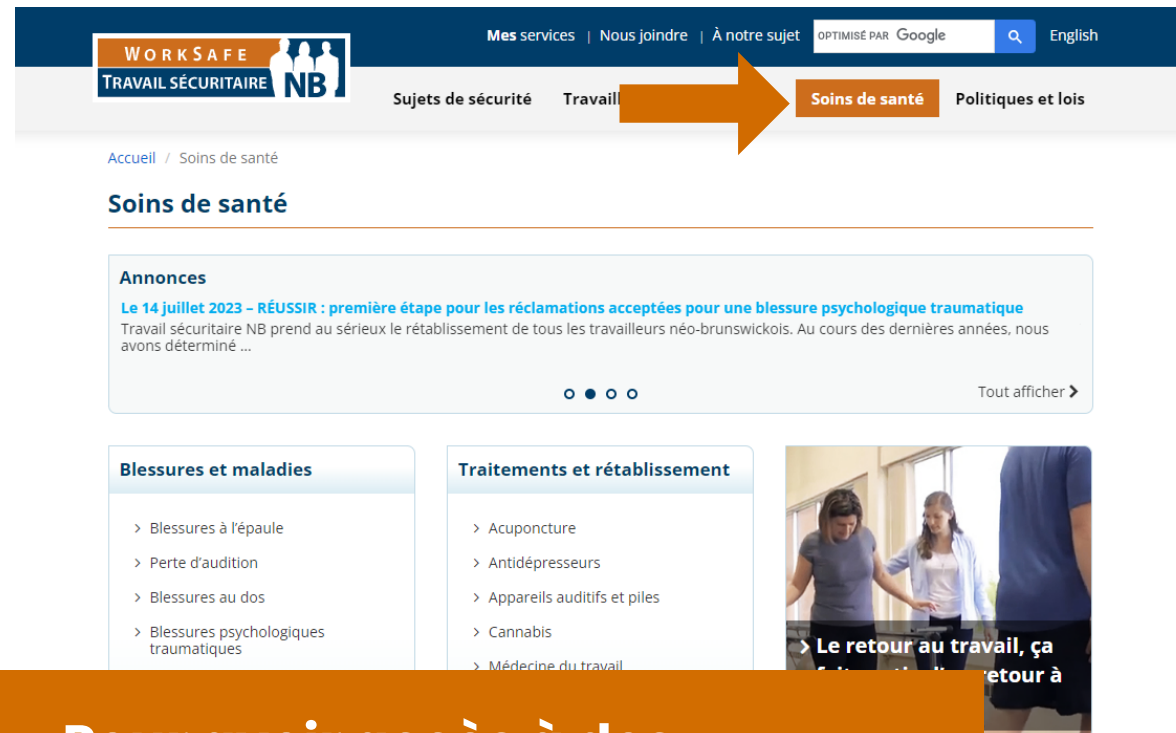 Mes services | Nous joindre | À notre sujet
OPTIMISÉ PAR Google
English
WORKSAFE
TRAVAIL SÉCURITAIRE NB
Sujets de sécurité
Soins de santé
Politiques et lois
Accueil / Soins de santé
Soins de santé
Annonces
Le 14 juillet 2023 – RÉUSSIR : première étape pour les réclamations acceptées pour une blessure psychologique traumatique
Travail sécuritaire NB prend au sérieux le rétablissement de tous les travailleurs néo-brunswickois. Au cours des dernières années, nous
avons déterminé ...
Tout afficher
Blessures et maladies
> Blessures à l’épaule
> Perte d’audition
> Blessures au dos
> Blessures psychologiques
traumatiques
Traitements et rétablissement
> Acuponcture
> Antidépresseurs
> Appareils auditifs et piles
> Cannabis
> Médecine du travail
> Le retour au travail, ça
retour à